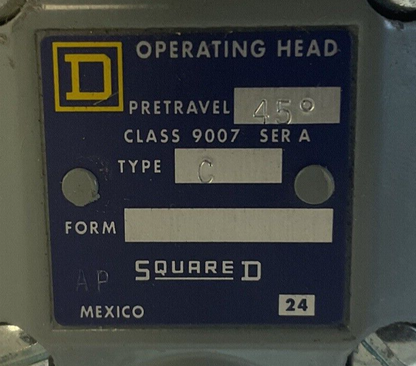 D OPERATING HEAD
PRETRAVEL 45°
CLASS 9007 SER A
TYPE C
FORM
AP
SQUARE D
MEXICO 24